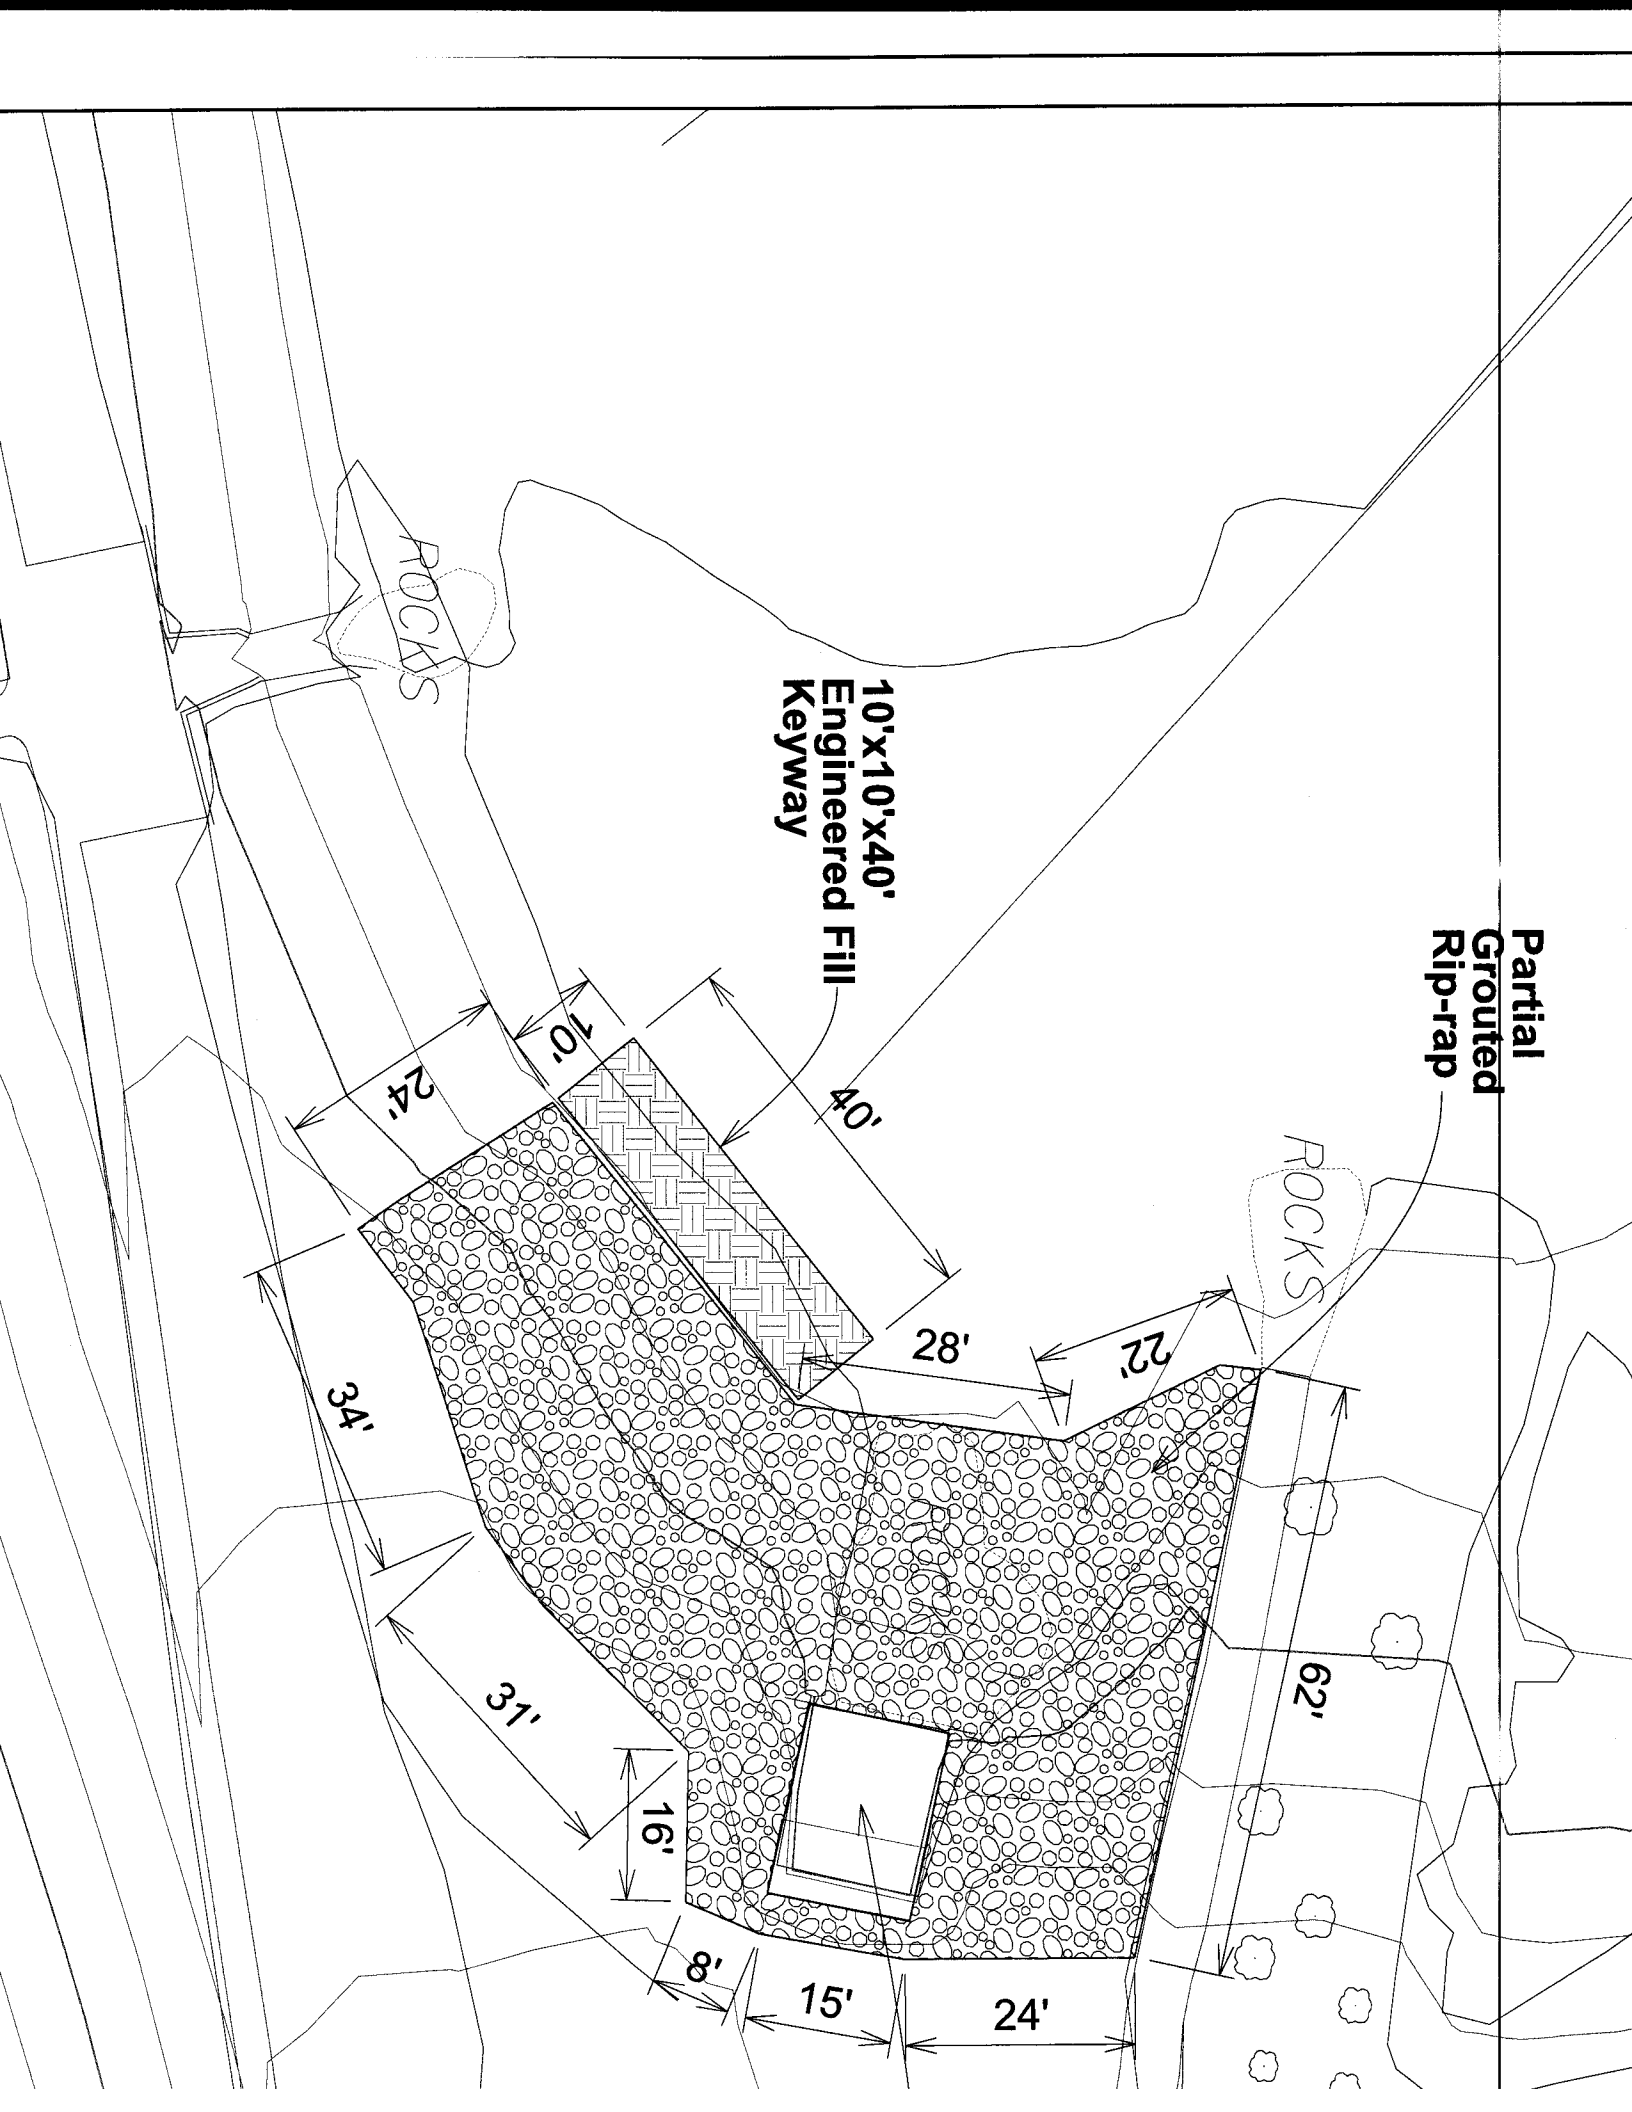 Partial
Grouted
Rip-rap
10'x10'x40'
Engineered Fill
Keyway
ROCKS
ROCKS
ROCKS
10'
24'
40'
28'
22'
34'
62'
31'
16'
8'
15'
24'